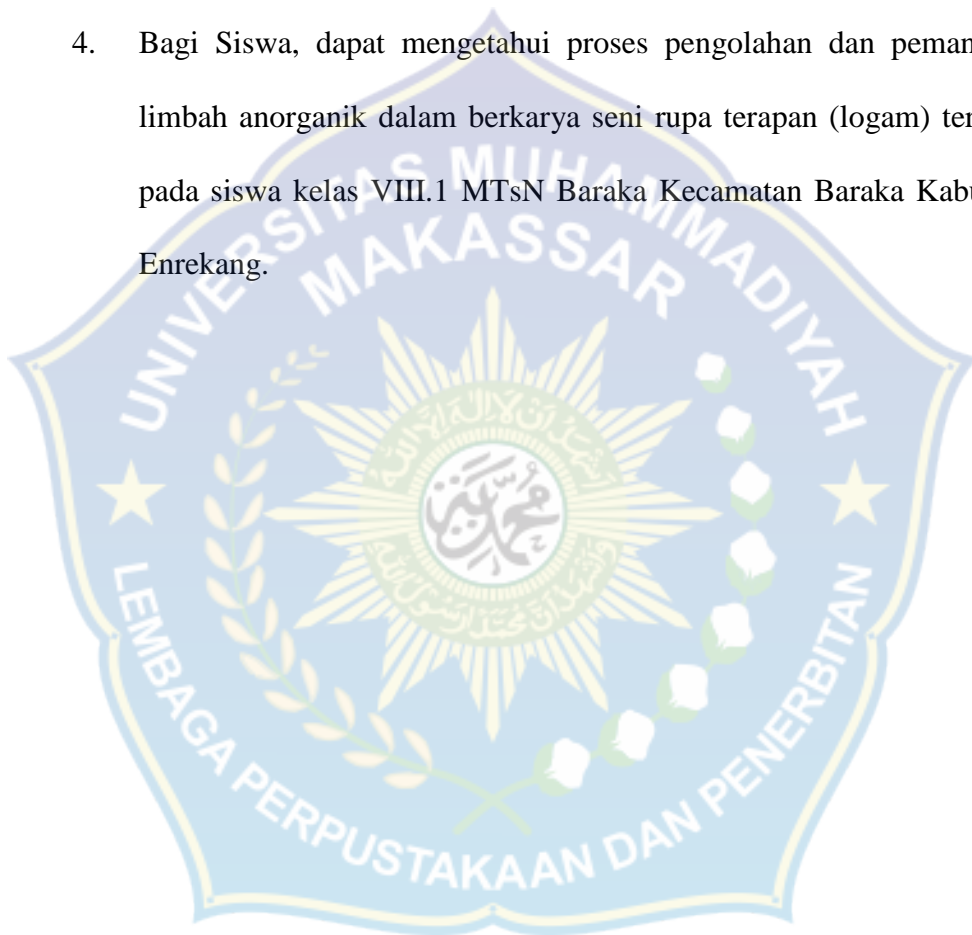 4. Bagi Siswa, dapat mengetahui proses pengolahan dan peman
limbah anorganik dalam berkarya seni rupa terapan (logam) ter
pada siswa kelas VIII.1 MTsN Baraka Kecamatan Baraka Kabu
Enrekang.
UNIVERSITAS MUHAMMADIYAH
MAKASSAR
محمدية
LEMBAGA PERPUSTAKAAN DAN PENERBITAN